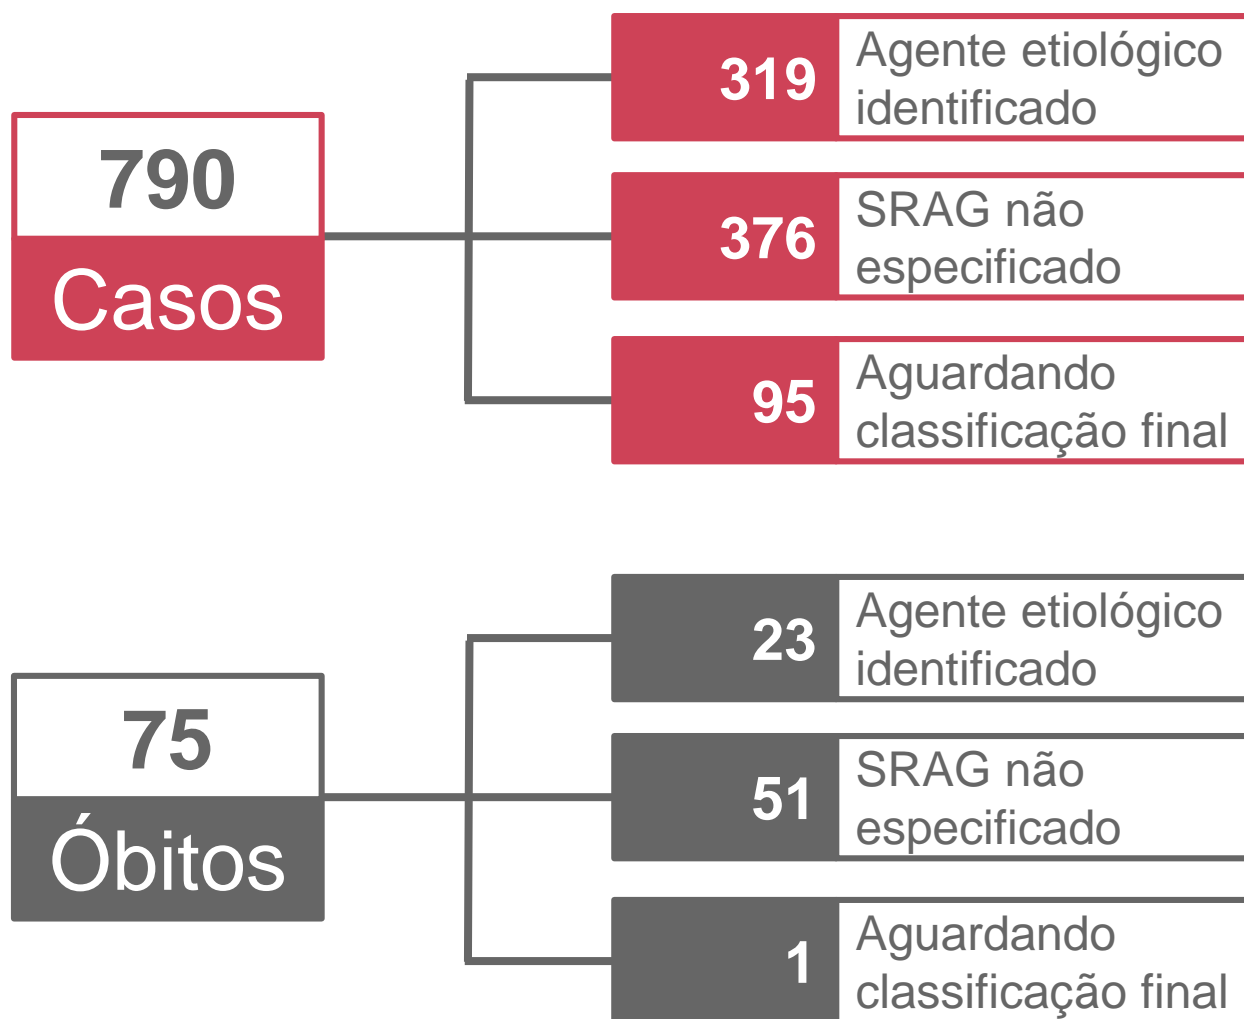 790
Casos
319
Agente etiológico
identificado
376
SRAG não
especificado
95
Aguardando
classificação final
75
Óbitos
23
Agente etiológico
identificado
51
SRAG não
especificado
1
Aguardando
classificação final